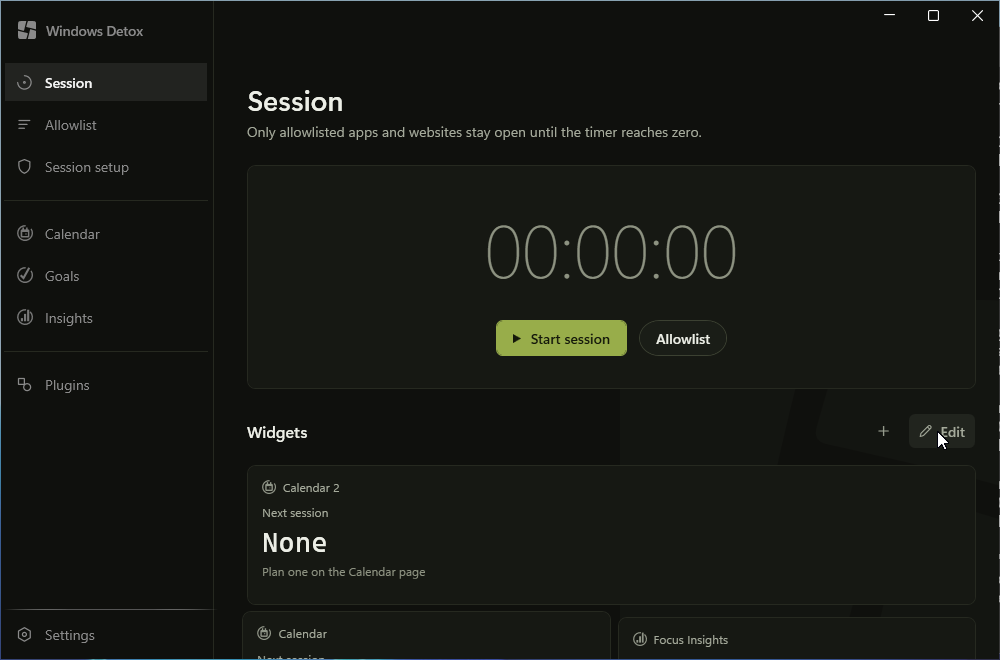 Windows Detox
Session
Allowlist
Session setup
Calendar
Goals
Insights
Plugins
Settings
Session
Only allowlisted apps and websites stay open until the timer reaches zero.
00:00:00
Start session
Allowlist
Widgets
+
Edit
Calendar 2
Next session
None
Plan one on the Calendar page
Calendar
Next session
Focus Insights